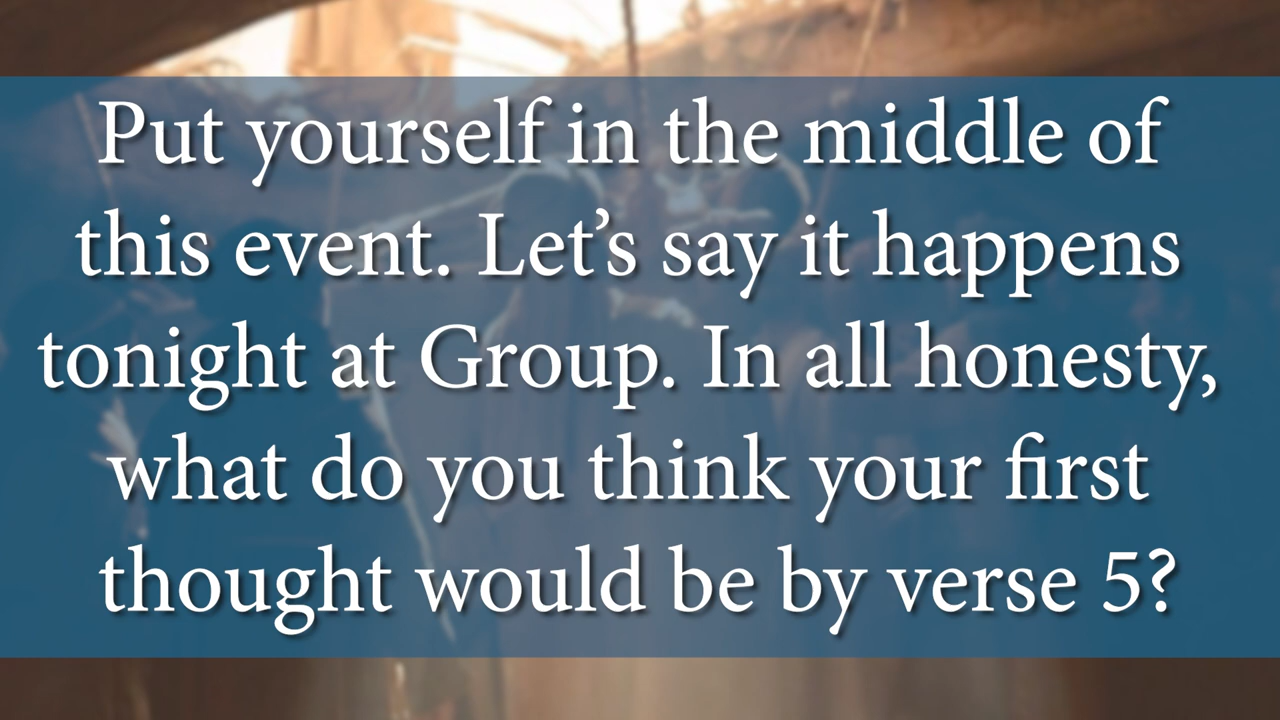 Put yourself in the middle of
this event. Let’s say it happens
tonight at Group. In all honesty,
what do you think your first
thought would be by verse 5?